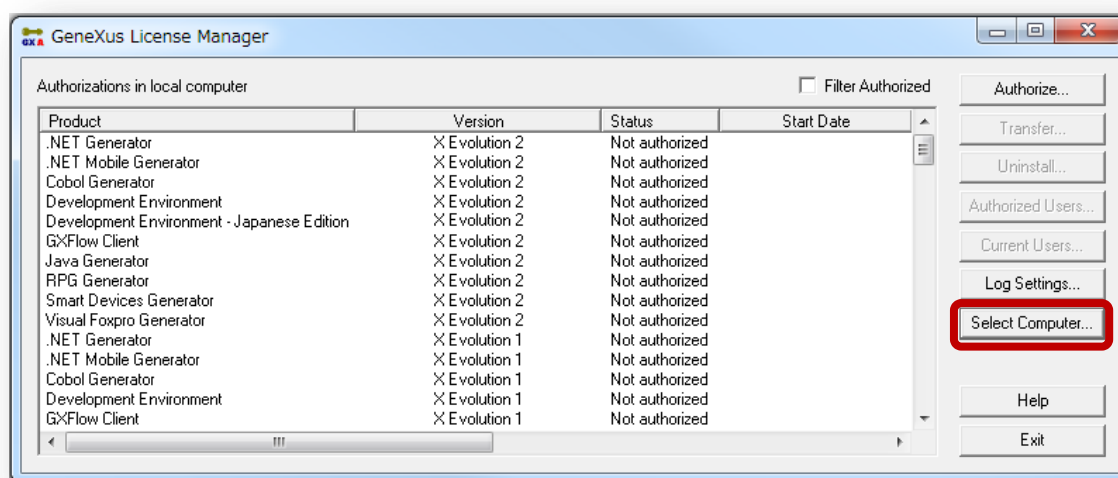 GeneXus License Manager
Authorizations in local computer
Filter Authorized
Product Version Status Start Date
.NET Generator X Evolution 2 Not authorized
.NET Mobile Generator X Evolution 2 Not authorized
Cobol Generator X Evolution 2 Not authorized
Development Environment X Evolution 2 Not authorized
Development Environment - Japanese Edition X Evolution 2 Not authorized
GXFlow Client X Evolution 2 Not authorized
Java Generator X Evolution 2 Not authorized
RPG Generator X Evolution 2 Not authorized
Smart Devices Generator X Evolution 2 Not authorized
Visual Foxpro Generator X Evolution 2 Not authorized
.NET Generator X Evolution 1 Not authorized
.NET Mobile Generator X Evolution 1 Not authorized
Cobol Generator X Evolution 1 Not authorized
Development Environment X Evolution 1 Not authorized
GXFlow Client X Evolution 1 Not authorized
Authorize...
Transfer...
Uninstall...
Authorized Users...
Current Users...
Log Settings...
Select Computer...
Help
Exit